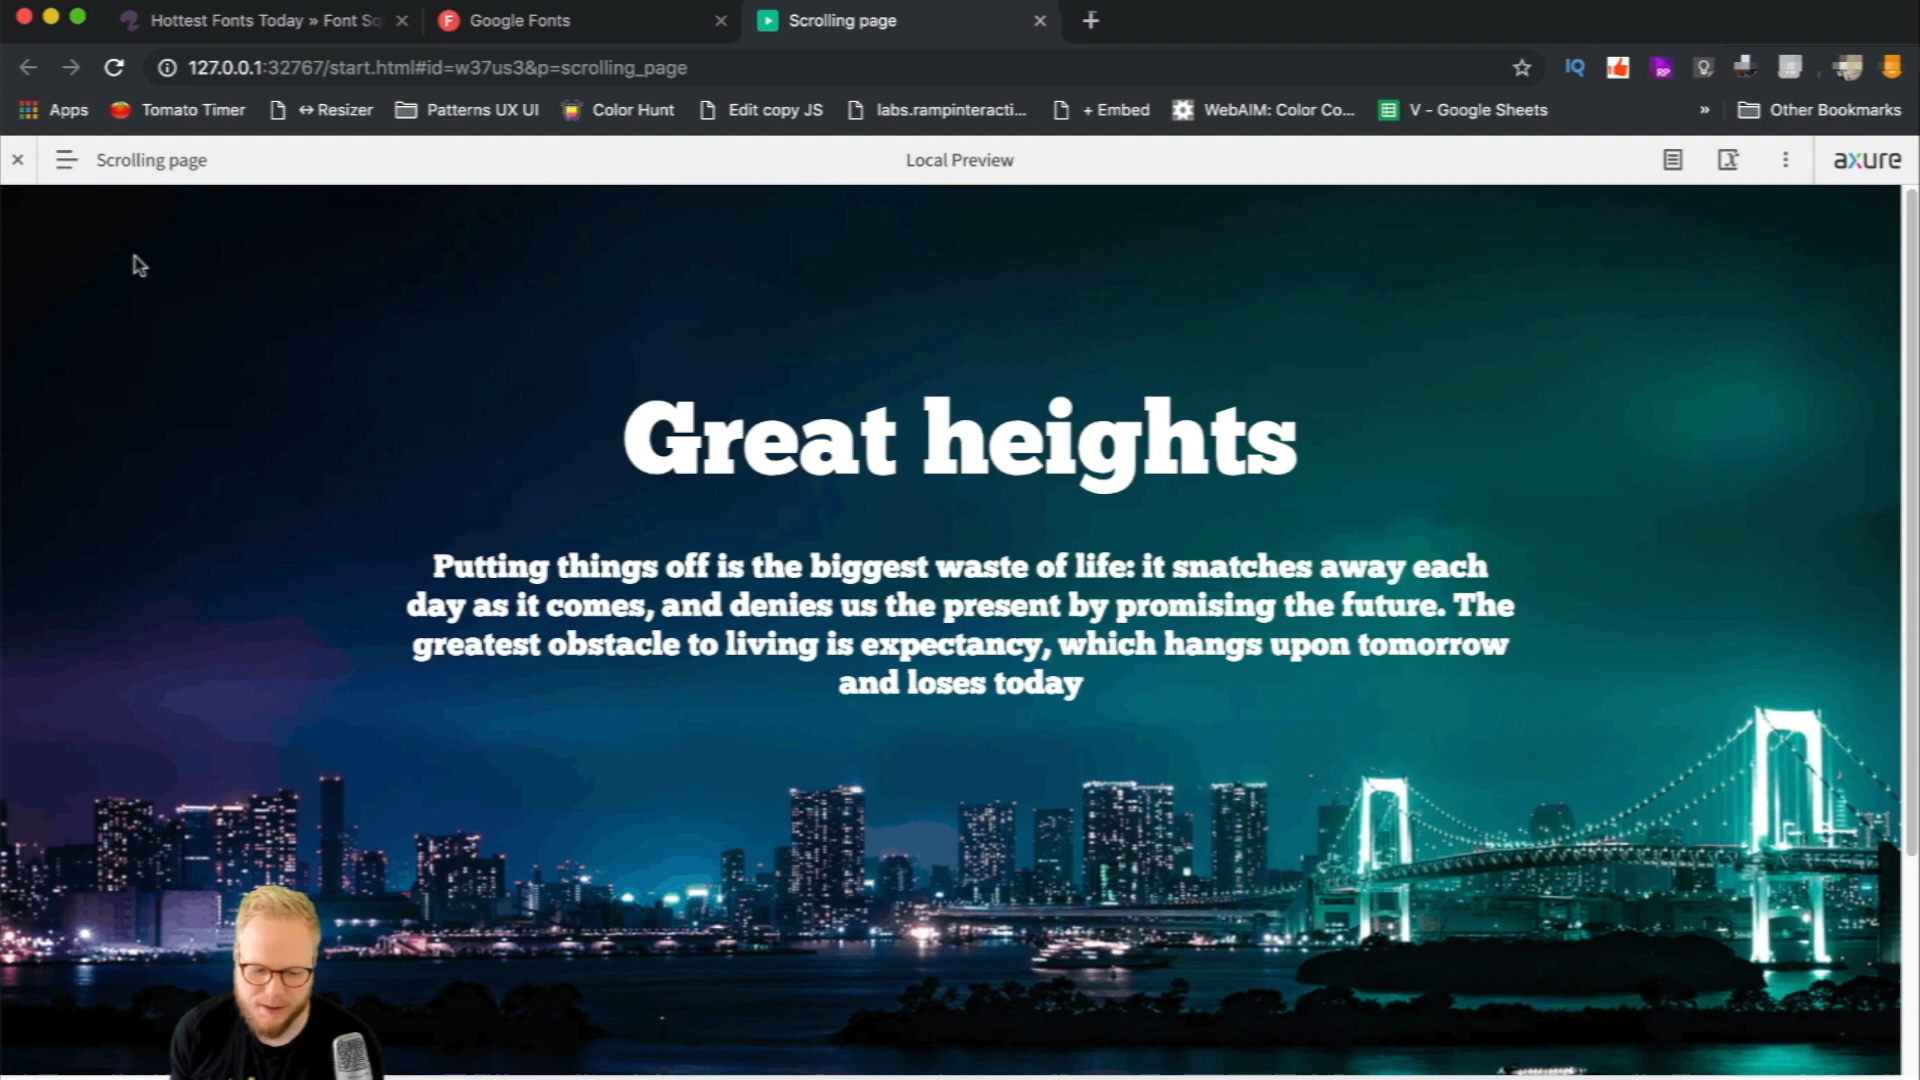 Hottest Fonts Today » Font Sq
Google Fonts
Scrolling page
127.0.0.1:32767/start.html#id=w37us3&p=scrolling_page
IQ
RP
Apps
Tomato Timer
⇔ Resizer
Patterns UX UI
Color Hunt
Edit copy JS
labs.rampinteracti...
+ Embed
WebAIM: Color Co...
V - Google Sheets
»
Other Bookmarks
Scrolling page
Local Preview
axure
Great heights
Putting things off is the biggest waste of life: it snatches away each
day as it comes, and denies us the present by promising the future. The
greatest obstacle to living is expectancy, which hangs upon tomorrow
and loses today